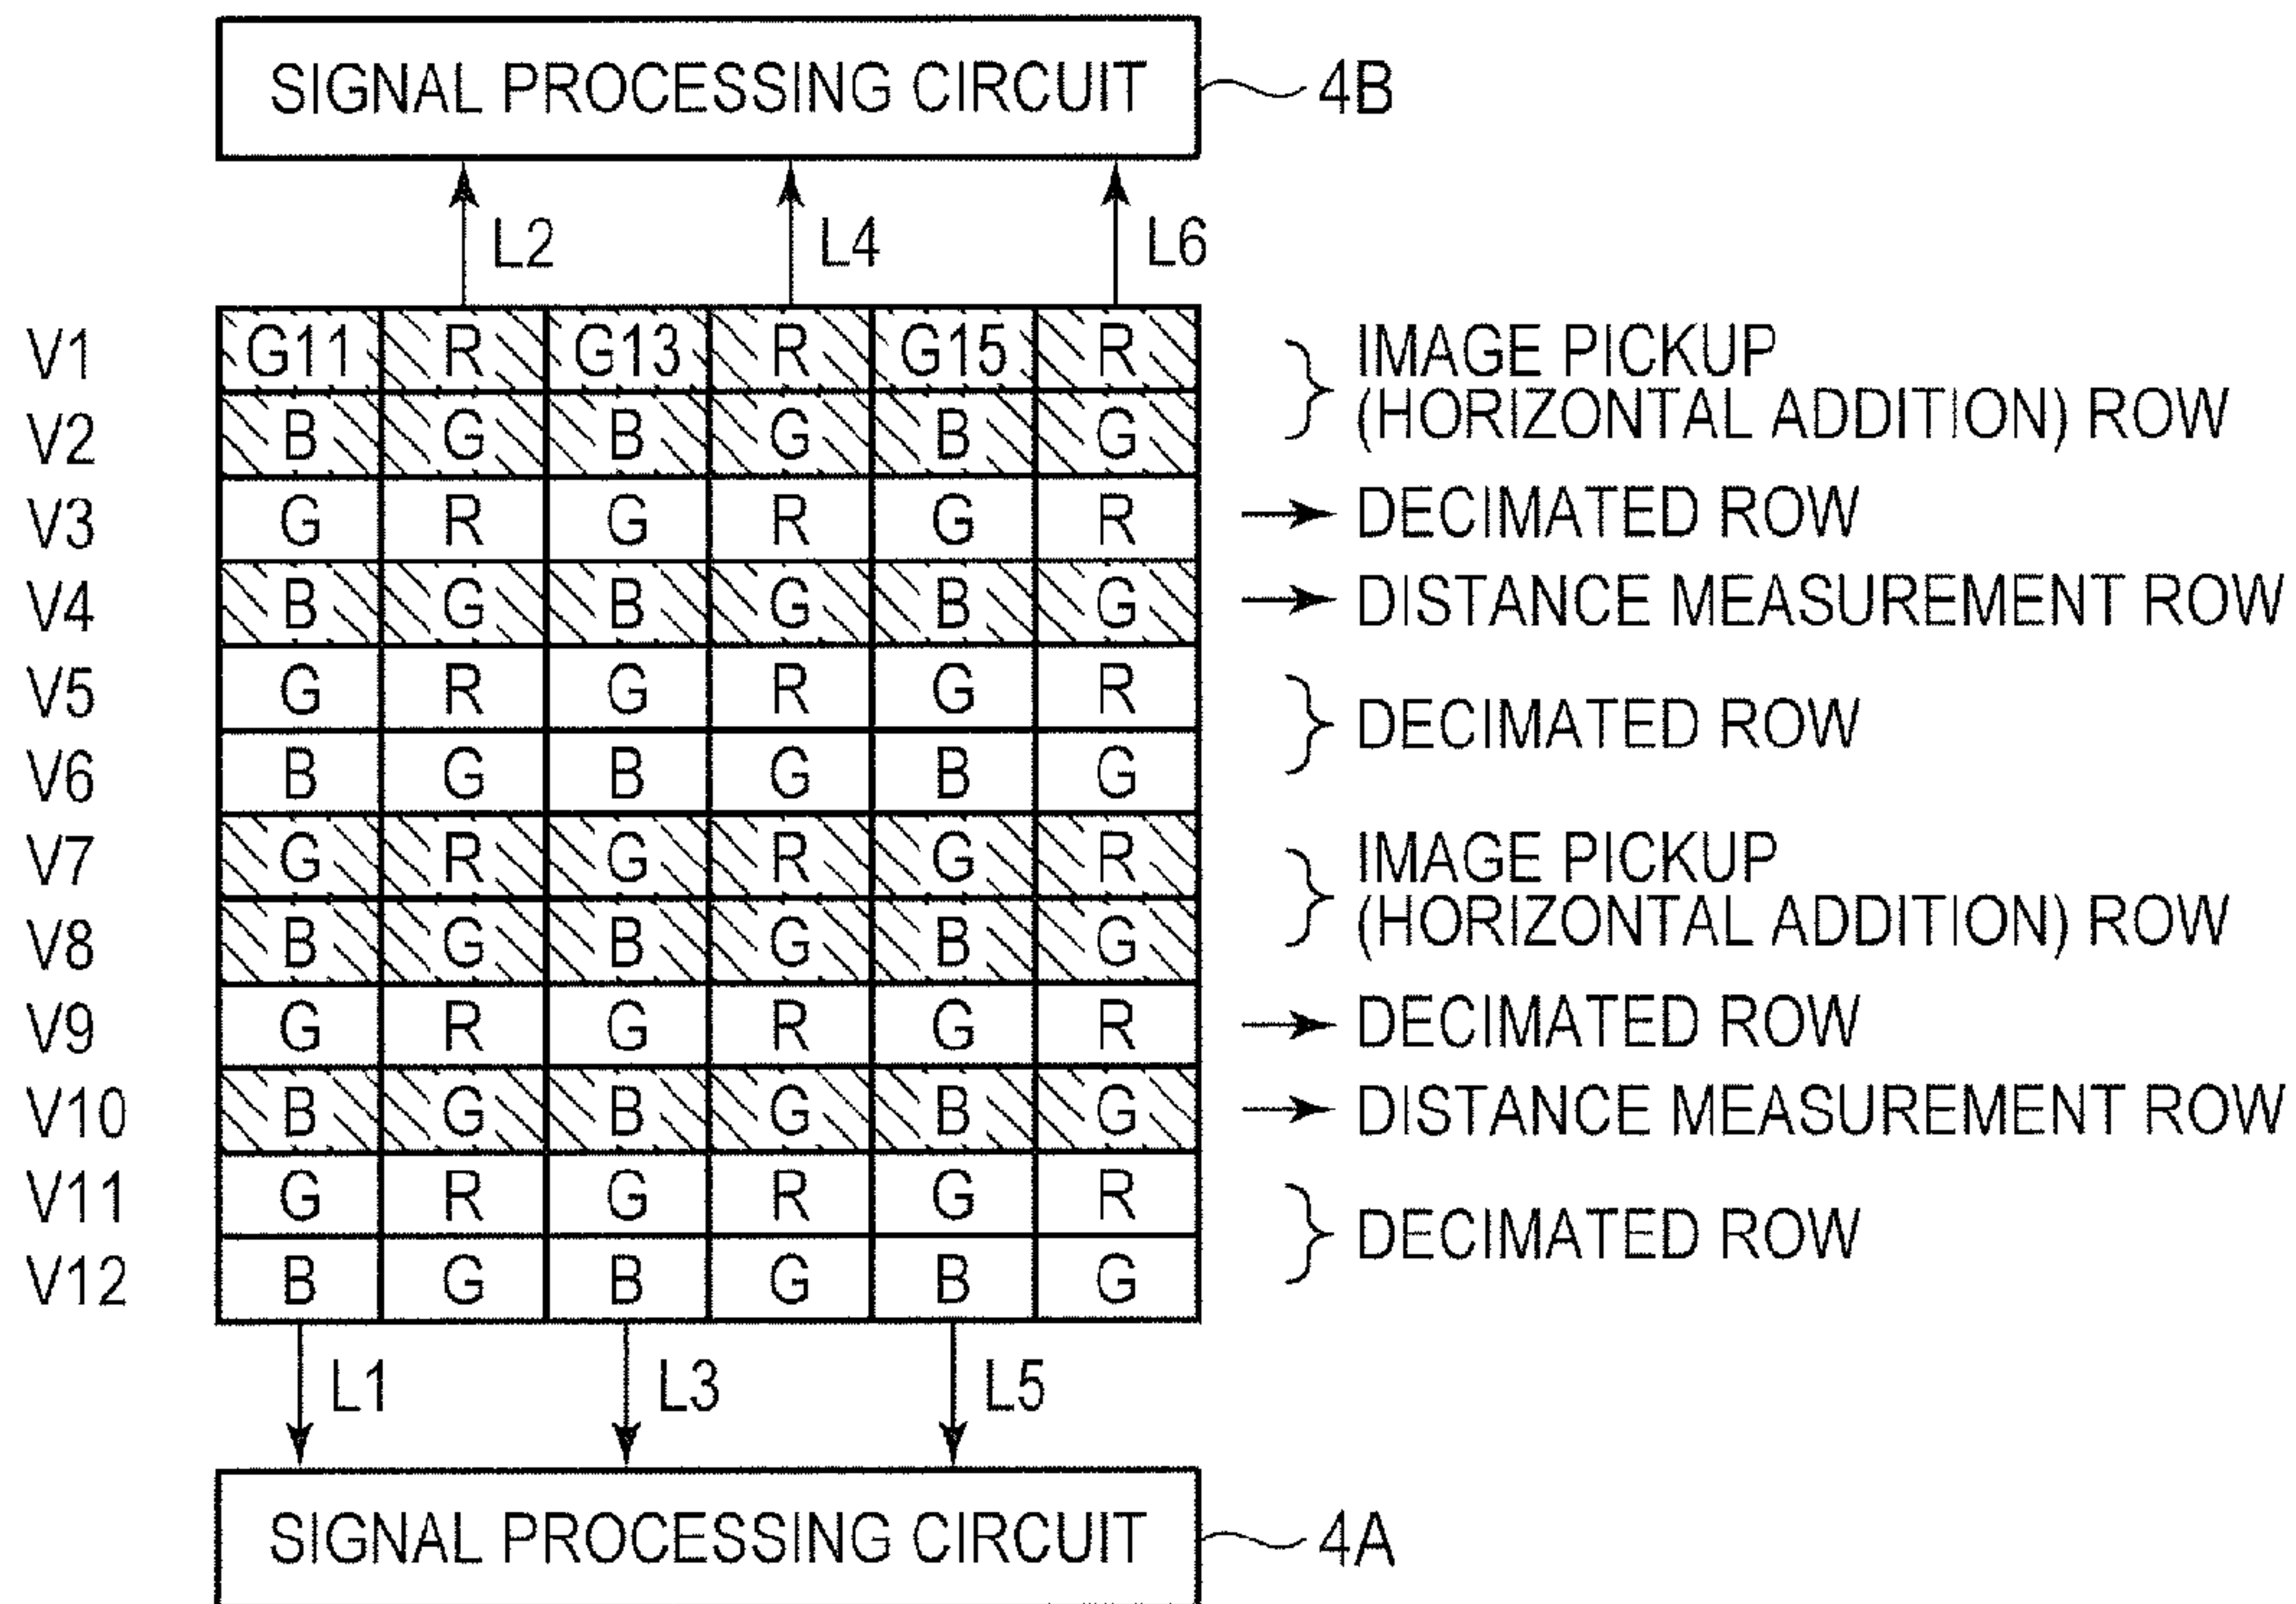 SIGNAL PROCESSING CIRCUIT 4B
L2 L4 L6
V1 G11 R G13 R G15 R IMAGE PICKUP
(HORIZONTAL ADDITION) ROW
V2 B G B G B G
V3 G R G R G R DECIMATED ROW
V4 B G B G B G DISTANCE MEASUREMENT ROW
V5 G R G R G R
DECIMATED ROW
V6 B G B G B G
V7 G R G R G R IMAGE PICKUP
(HORIZONTAL ADDITION) ROW
V8 B G B G B G
V9 G R G R G R DECIMATED ROW
V10 B G B G B G DISTANCE MEASUREMENT ROW
V11 G R G R G R
DECIMATED ROW
V12 B G B G B G
L1 L3 L5
SIGNAL PROCESSING CIRCUIT 4A